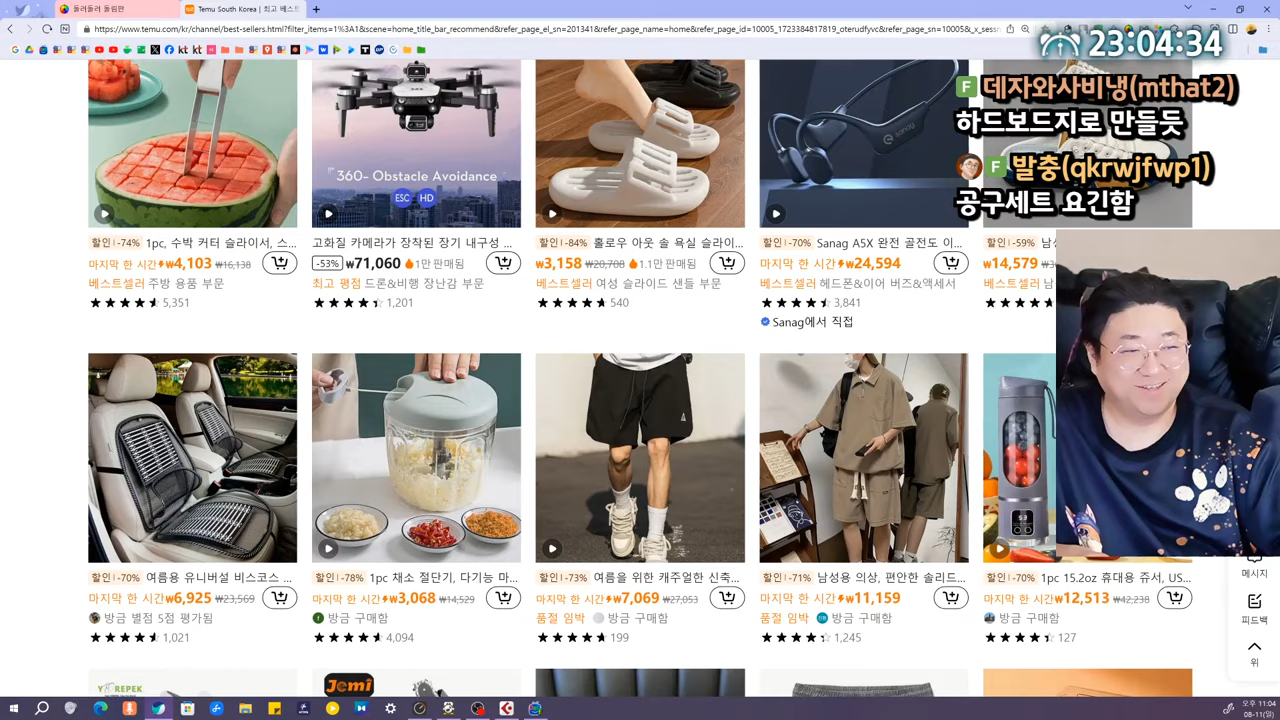 돌려돌려 돌림판
Temu South Korea | 최고 베스트
https://www.temu.com/kr/channel/best-sellers.html?filter_items=1%3A1&scene=home_title_bar_recommend&refer_page_el_sn=201341&refer_page_name=home&refer_page_id=10005_1723384817819_oterudfyvc&refer_page_sn=10005&_x_sessn
23:04:34
F 데자와사비냉(mthat2)
하드보드지로 만들듯
F 발충(qkrwjfwp1)
공구세트 요긴함
360- Obstacle Avoidance
ESC HD
sanag
할인 -74% 1pc, 수박 커터 슬라이서, 스...
마지막 한 시간 ₩4,103 ₩16,138
베스트셀러 주방 용품 부문
5,351
고화질 카메라가 장착된 장기 내구성 ...
-53% ₩71,060 1만 판매됨
최고 평점 드론&비행 장난감 부문
1,201
할인 -84% 홀로우 아웃 솔 욕실 슬라이...
₩3,158 ₩20,708 1.1만 판매됨
베스트셀러 여성 슬라이드 샌들 부문
540
할인 -70% Sanag A5X 완전 골전도 이...
마지막 한 시간 ₩24,594
베스트셀러 헤드폰&이어 버즈&액세서
3,841
Sanag에서 직접
할인 -59% 남성
₩14,579
베스트셀러 남
할인 -70% 여름용 유니버설 비스코스 ...
마지막 한 시간 ₩6,925 ₩23,569
방금 별점 5점 평가됨
1,021
할인 -78% 1pc 채소 절단기, 다기능 마...
마지막 한 시간 ₩3,068 ₩14,529
방금 구매함
4,094
할인 -73% 여름을 위한 캐주얼한 신축...
마지막 한 시간 ₩7,069 ₩27,053
품절 임박 방금 구매함
199
할인 -71% 남성용 의상, 편안한 솔리드...
마지막 한 시간 ₩11,159
품절 임박 방금 구매함
1,245
할인 -70% 1pc 15.2oz 휴대용 쥬서, US...
마지막 한 시간 ₩12,513 ₩42,238
방금 구매함
127
메시지
피드백
위
YOREPEK
Jemi
오후 11:04
08-11(일)